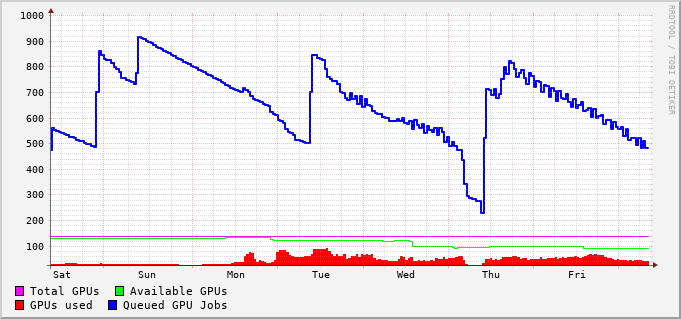 1000
900
800
700
600
500
400
300
200
100
Sat Sun Mon Tue Wed Thu Fri
RRDTOOL / TOBI OETIKER
Total GPUs Available GPUs
GPUs used Queued GPU Jobs